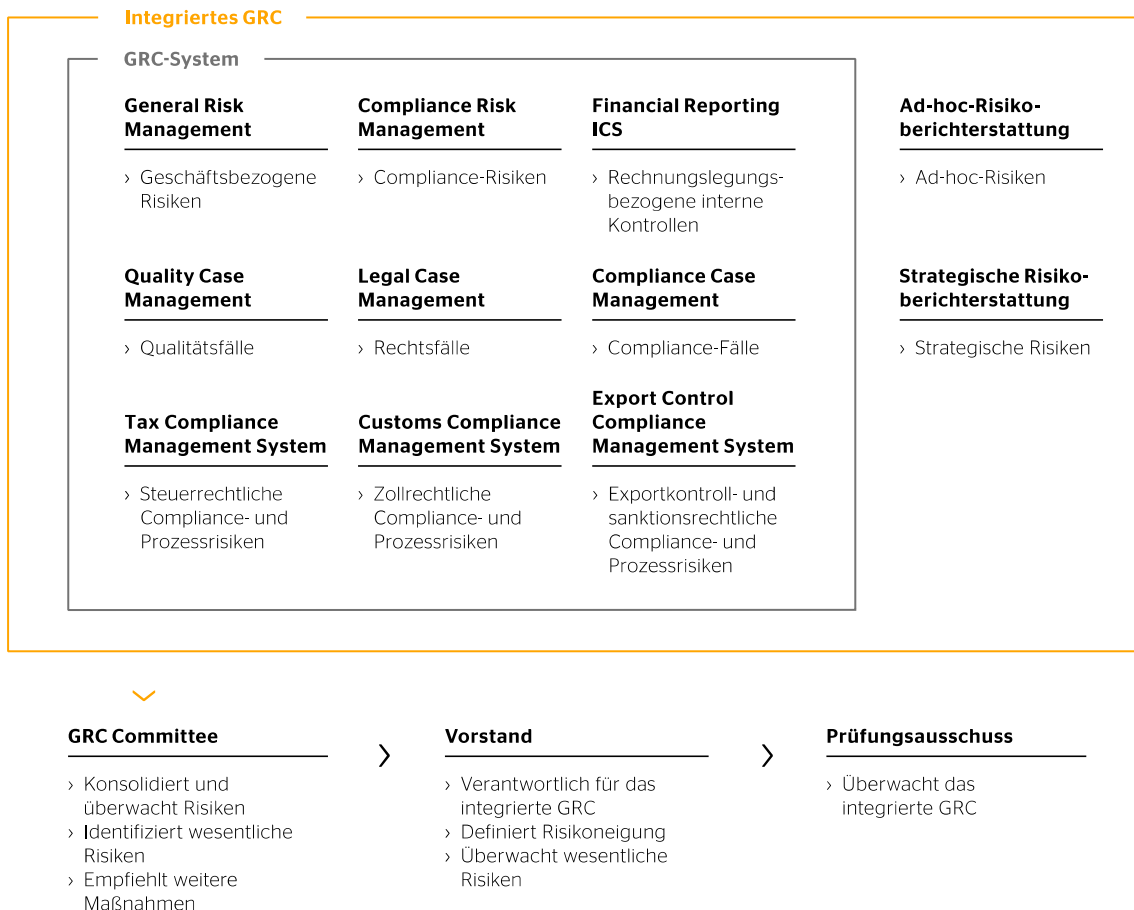 Integriertes GRC
GRC-System
General Risk
Management
› Geschäftsbezogene
Risiken
Compliance Risk
Management
› Compliance-Risiken
Financial Reporting
ICS
› Rechnungslegungs-
bezogene interne
Kontrollen
Ad-hoc-Risiko-
berichterstattung
› Ad-hoc-Risiken
Quality Case
Management
› Qualitätsfälle
Legal Case
Management
› Rechtsfälle
Compliance Case
Management
› Compliance-Fälle
Strategische Risiko-
berichterstattung
› Strategische Risiken
Tax Compliance
Management System
› Steuerrechtliche
Compliance- und
Prozessrisiken
Customs Compliance
Management System
› Zollrechtliche
Compliance- und
Prozessrisiken
Export Control
Compliance
Management System
› Exportkontroll- und
sanktionsrechtliche
Compliance- und
Prozessrisiken
GRC Committee
› Konsolidiert und
überwacht Risiken
› Identifiziert wesentliche
Risiken
› Empfiehlt weitere
Maßnahmen
Vorstand
› Verantwortlich für das
integrierte GRC
› Definiert Risikoneigung
› Überwacht wesentliche
Risiken
Prüfungsausschuss
› Überwacht das
integrierte GRC